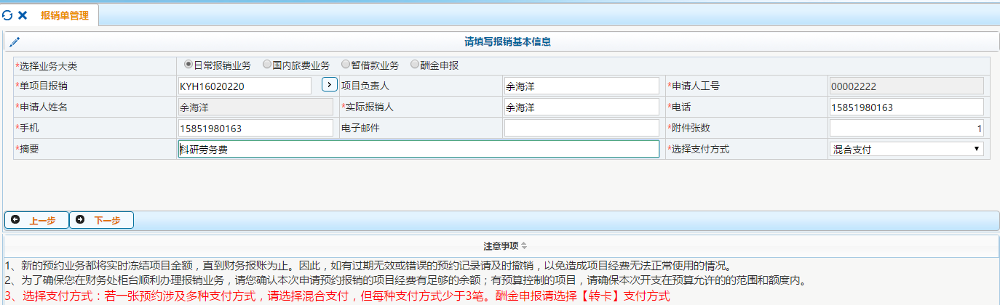 报销单管理
请填写报销基本信息
*选择业务大类 日常报销业务 国内旅费业务 暂借款业务 酬金申报
*单项目报销 KYH16020220 项目负责人 余海洋 *申请人工号 00002222
*申请人姓名 余海洋 *实际报销人 余海洋 *电话 15851980163
*手机 15851980163 电子邮件 *附件张数 1
*摘要 科研劳务费 *选择支付方式 混合支付
上一步 下一步
注意事项
1、新的预约业务都将实时冻结项目金额，直到财务报账为止。因此，如有过期无效或错误的预约记录请及时撤销，以免造成项目经费无法正常使用的情况。
2、为了确保您在财务处柜台顺利办理报销业务，请您确认本次申请预约报销的项目经费有足够的余额；有预算控制的项目，请确保本次开支在预算允许的的范围和额度内。
3、选择支付方式：若一张预约涉及多种支付方式，请选择混合支付，但每种支付方式少于3笔。酬金申报请选择【转卡】支付方式